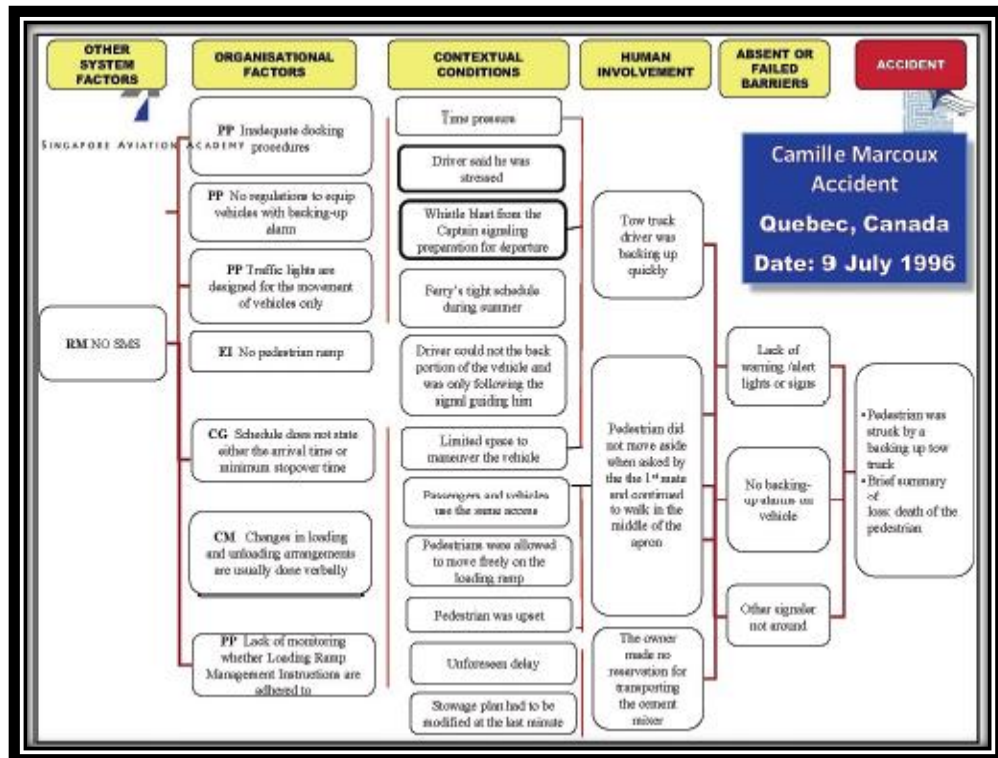 OTHER
SYSTEM
FACTORS
ORGANISATIONAL
FACTORS
CONTEXTUAL
CONDITIONS
HUMAN
INVOLVEMENT
ABSENT OR
FAILED
BARRIERS
ACCIDENT
SINGAPORE AVIATION ACADEMY
RM NO SMS
PP Inadequate docking
procedures
PP No regulations to equip
vehicles with backing-up
alarm
PP Traffic lights are
designed for the movement
of vehicles only
EI No pedestrian ramp
CG Schedule does not state
either the arrival time or
minimum stopover time
CM Changes in loading
and unloading arrangements
are usually done verbally
PP Lack of monitoring
whether Loading Ramp
Management Instructions are
adhered to
Time pressure
Driver said he was
stressed
Whistle blast from the
Captain signaling
preparation for departure
Ferry's tight schedule
during summer
Driver could not the back
portion of the vehicle and
was only following the
signal guiding him
Limited space to
maneuver the vehicle
Passengers and vehicles
use the same access
Pedestrians were allowed
to move freely on the
loading ramp
Pedestrian was upset
Unforeseen delay
Stowage plan had to be
modified at the last minute
Tow truck
driver was
backing up
quickly
Pedestrian did
not move aside
when asked by
the the 1st mate
and continued
to walk in the
middle of the
apron
The owner
made no
reservation for
transporting
the cement
mixer
Lack of
warning /alert
lights or signs
No backing-
up alarms on
vehicle
Other signaler
not around
Camille Marcoux
Accident
Quebec, Canada
Date: 9 July 1996
• Pedestrian was
struck by a
backing up tow
truck
• Brief summary
of
loss: death of the
pedestrian